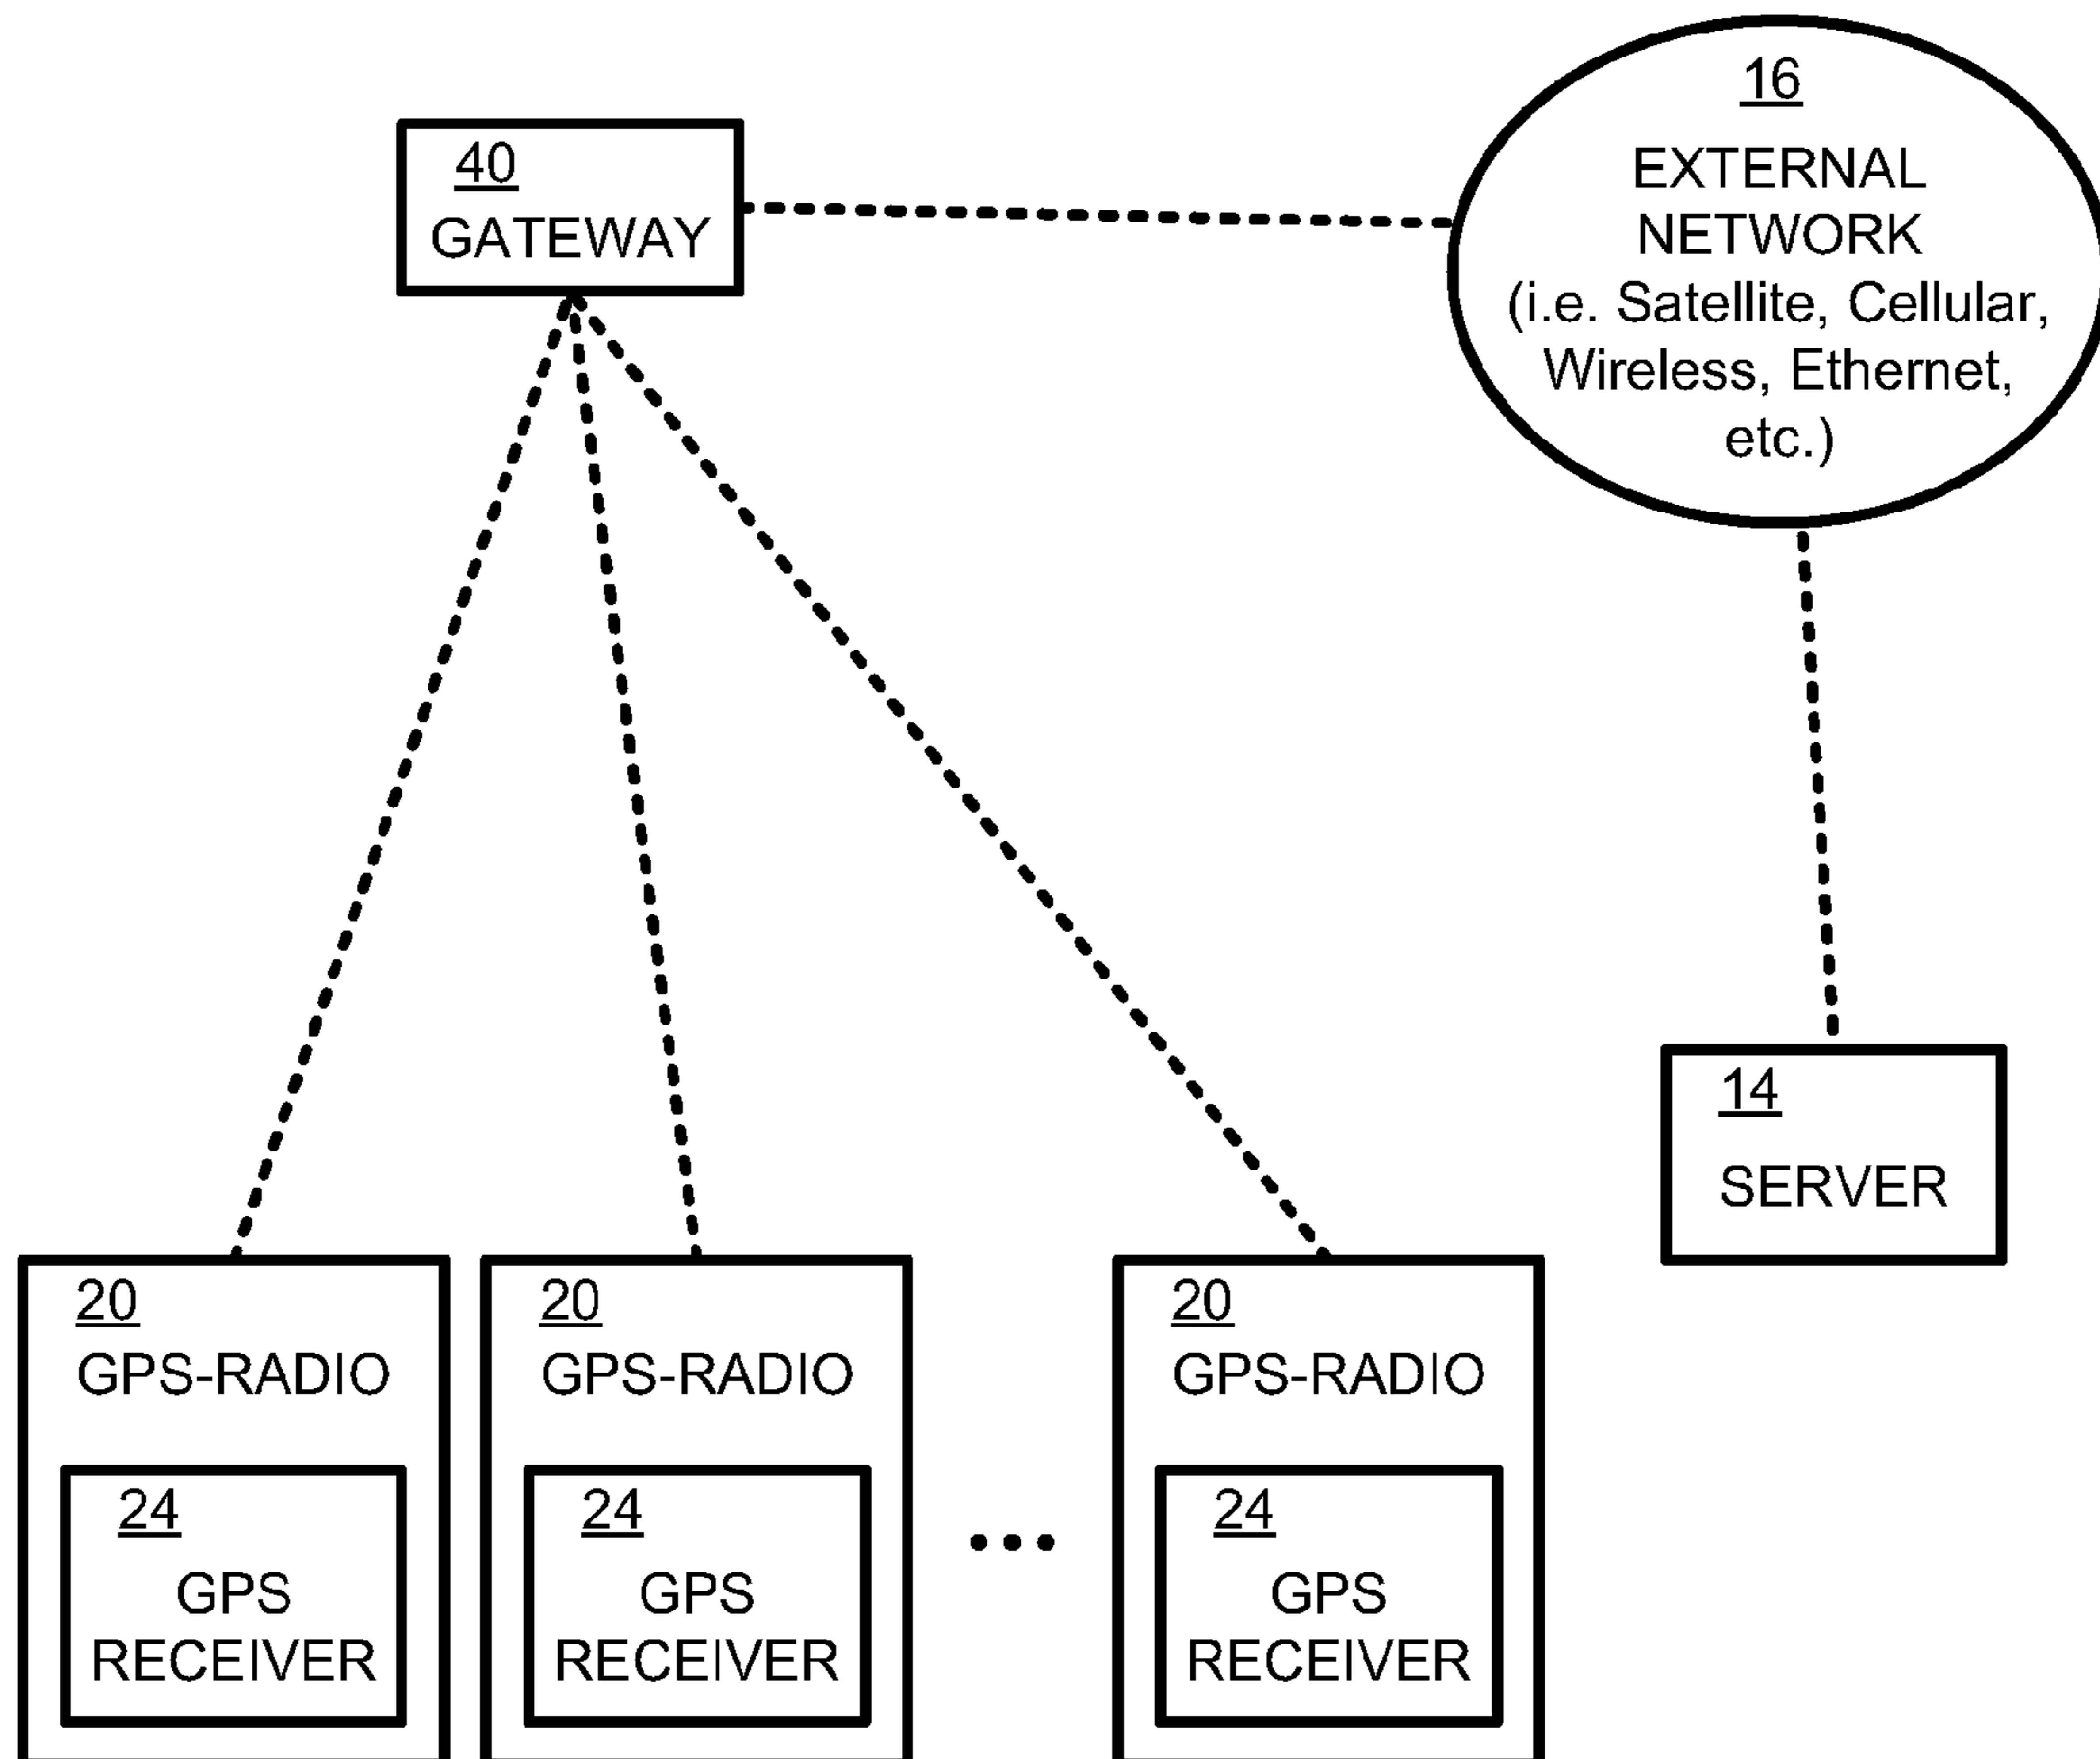 16
EXTERNAL
NETWORK
(i.e. Satellite, Cellular,
Wireless, Ethernet,
etc.)
40
GATEWAY
14
SERVER
20
GPS-RADIO
24
GPS
RECEIVER
20
GPS-RADIO
24
GPS
RECEIVER
...
20
GPS-RADIO
24
GPS
RECEIVER